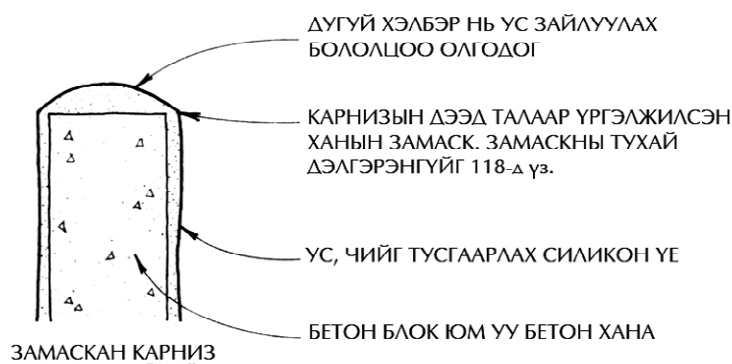 ДУГУЙ ХЭЛБЭР НЬ УС ЗАЙЛУУЛАХ
БОЛОЛЦОО ОЛГОДОГ
КАРНИЗЫН ДЭЭД ТАЛААР ҮРГЭЛЖИЛСЭН
ХАНЫН ЗАМАСК. ЗАМАСКНЫ ТУХАЙ
ДЭЛГЭРЭНГҮЙГ 118-д үз.
УС, ЧИЙГ ТУСГААРЛАХ СИЛИКОН ҮЕ
БЕТОН БЛОК ЮМ УУ БЕТОН ХАНА
ЗАМАСКАН КАРНИЗ